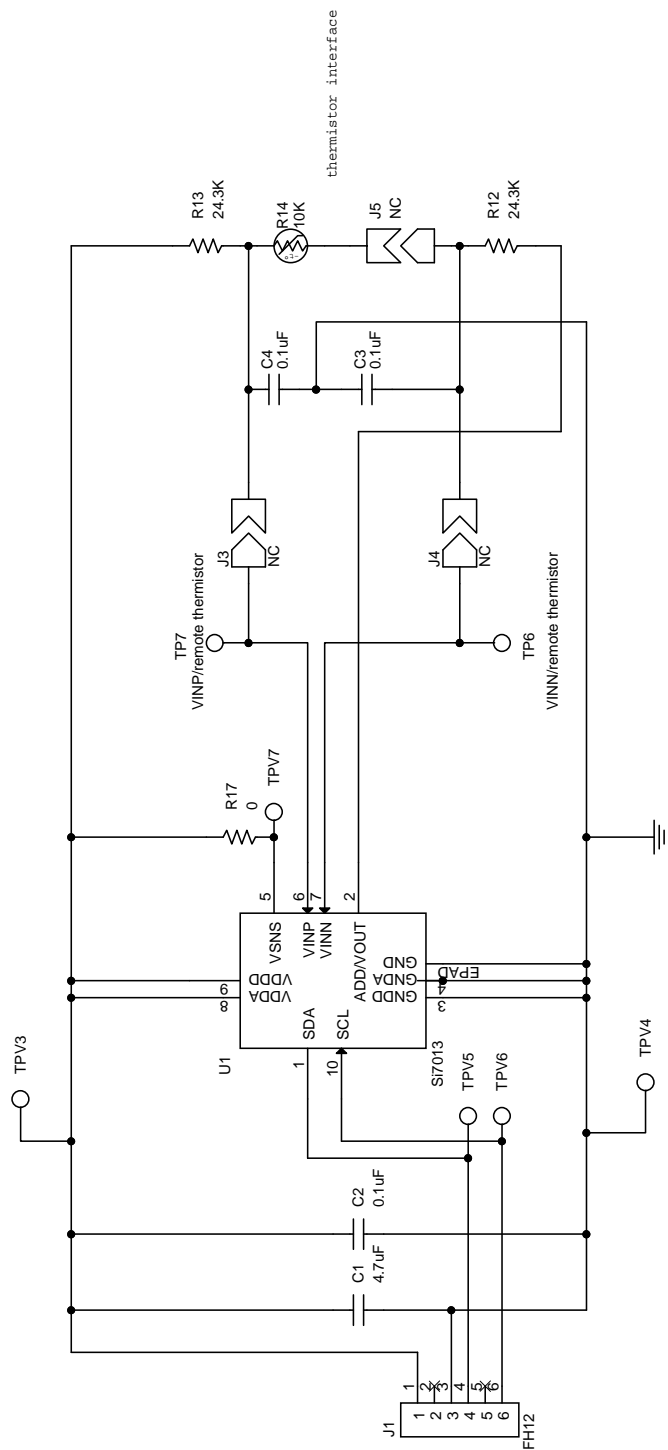 thermistor interface
R13
24.3K
R14
10K
J5
NC
R12
24.3K
C4
0.1uF
C3
0.1uF
J3
NC
J4
NC
TP7
VINP/remote thermistor
TP6
VINN/remote thermistor
R17
0
TPV7
5
6
7
2
VSNS
VINP
VINN
ADD/VOUT
VDDD
9
VDDA
8
GND
EPAD
GNDA
4
GNDD
3
SDA
1
SCL
10
U1
Si7013
TPV3
TPV5
TPV6
TPV4
C2
0.1uF
C1
4.7uF
1
2
3
4
5
6
1
2
3
4
5
6
J1
FH12